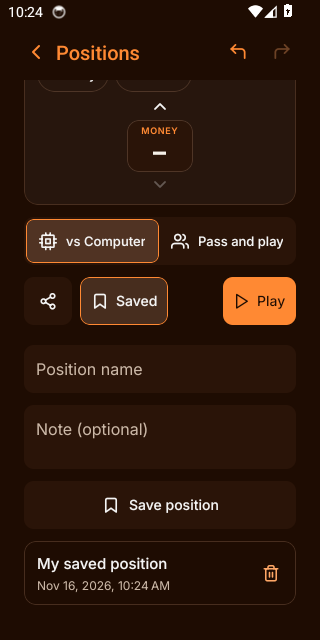 10:24
Positions
MONEY
–
vs Computer
Pass and play
Saved
Play
Position name
Note (optional)
Save position
My saved position
Nov 16, 2026, 10:24 AM